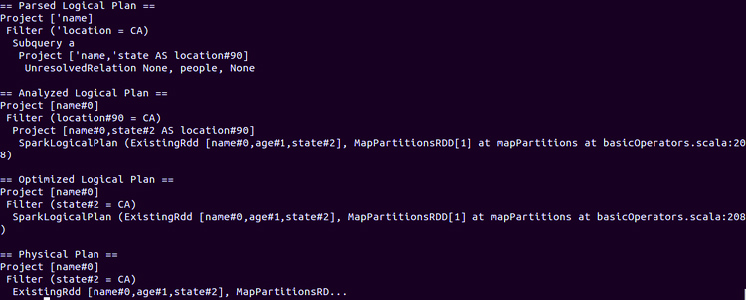 == Parsed Logical Plan ==
Project ['name]
 Filter ('location = CA)
  Subquery a
   Project ['name,'state AS location#90]
    UnresolvedRelation None, people, None

== Analyzed Logical Plan ==
Project [name#0]
 Filter (location#90 = CA)
  Project [name#0,state#2 AS location#90]
   SparkLogicalPlan (ExistingRdd [name#0,age#1,state#2], MapPartitionsRDD[1] at mapPartitions at basicOperators.scala:20
8)

== Optimized Logical Plan ==
Project [name#0]
 Filter (state#2 = CA)
  SparkLogicalPlan (ExistingRdd [name#0,age#1,state#2], MapPartitionsRDD[1] at mapPartitions at basicOperators.scala:208
)

== Physical Plan ==
Project [name#0]
 Filter (state#2 = CA)
  ExistingRdd [name#0,age#1,state#2], MapPartitionsRD...